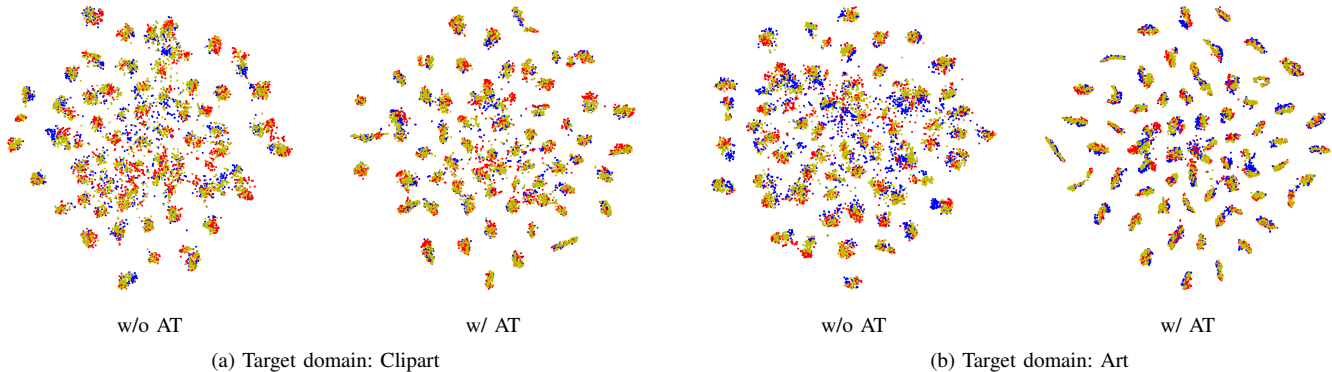 w/o AT
w/ AT
w/o AT
w/ AT
(a) Target domain: Clipart
(b) Target domain: Art